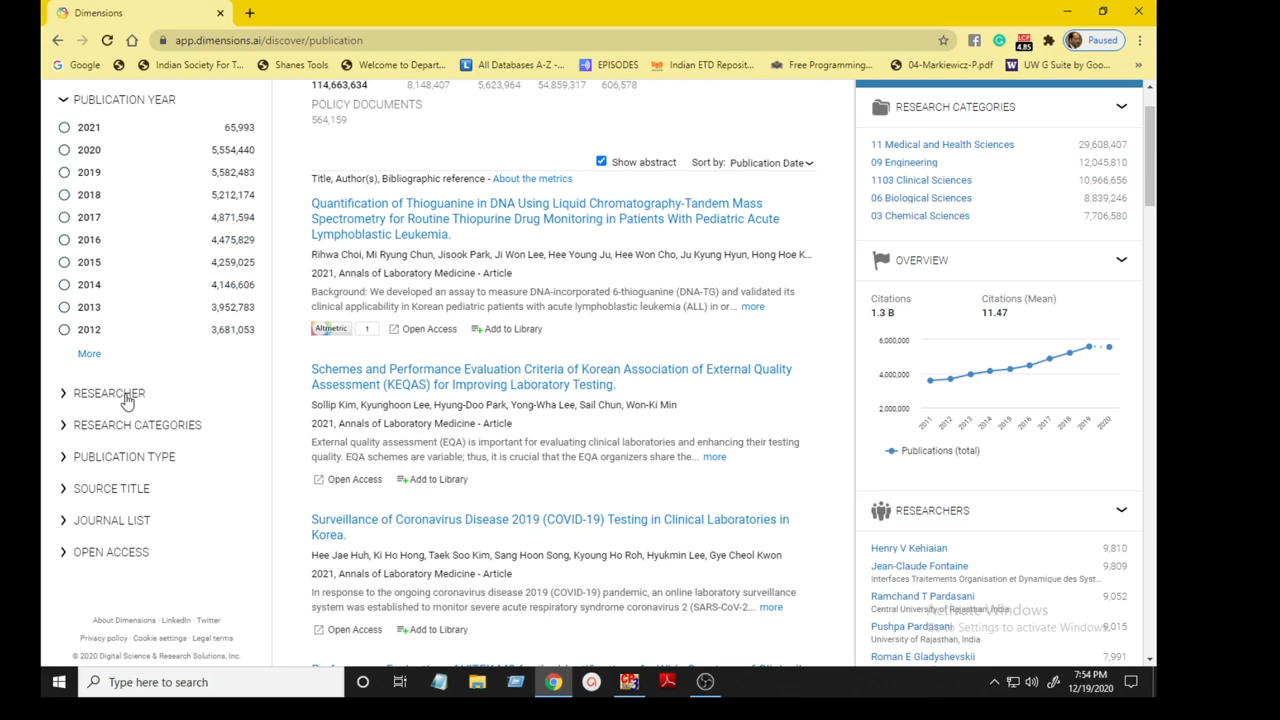 Dimensions
app.dimensions.ai/discover/publication
Paused
Google
Indian Society For T...
Shanes Tools
Welcome to Depart...
All Databases A-Z -...
EPISODES
Indian ETD Reposit...
Free Programming...
04-Markiewicz-P.pdf
UW G Suite by Goo...
PUBLICATION YEAR
2021 65,993
2020 5,554,440
2019 5,582,483
2018 5,212,174
2017 4,871,594
2016 4,475,829
2015 4,259,025
2014 4,146,606
2013 3,952,783
2012 3,681,053
More
RESEARCHER
RESEARCH CATEGORIES
PUBLICATION TYPE
SOURCE TITLE
JOURNAL LIST
OPEN ACCESS
About Dimensions · LinkedIn · Twitter
Privacy policy · Cookie settings · Legal terms
© 2020 Digital Science & Research Solutions, Inc.
114,663,634 8,148,407 5,623,964 54,859,317 606,578
POLICY DOCUMENTS
564,159
Show abstract Sort by: Publication Date
Title, Author(s), Bibliographic reference - About the metrics
Quantification of Thioguanine in DNA Using Liquid Chromatography-Tandem Mass
Spectrometry for Routine Thiopurine Drug Monitoring in Patients With Pediatric Acute
Lymphoblastic Leukemia.
Rihwa Choi, Mi Ryung Chun, Jisook Park, Ji Won Lee, Hee Young Ju, Hee Won Cho, Ju Kyung Hyun, Hong Hoe K...
2021, Annals of Laboratory Medicine - Article
Background: We developed an assay to measure DNA-incorporated 6-thioguanine (DNA-TG) and validated its
clinical applicability in Korean pediatric patients with acute lymphoblastic leukemia (ALL) in or... more
Altmetric 1 Open Access Add to Library
Schemes and Performance Evaluation Criteria of Korean Association of External Quality
Assessment (KEQAS) for Improving Laboratory Testing.
Sollip Kim, Kyunghoon Lee, Hyung-Doo Park, Yong-Wha Lee, Sail Chun, Won-Ki Min
2021, Annals of Laboratory Medicine - Article
External quality assessment (EQA) is important for evaluating clinical laboratories and enhancing their testing
quality. EQA schemes are variable; thus, it is crucial that the EQA organizers share the... more
Open Access Add to Library
Surveillance of Coronavirus Disease 2019 (COVID-19) Testing in Clinical Laboratories in
Korea.
Hee Jae Huh, Ki Ho Hong, Taek Soo Kim, Sang Hoon Song, Kyoung Ho Roh, Hyukmin Lee, Gye Cheol Kwon
2021, Annals of Laboratory Medicine - Article
In response to the ongoing coronavirus disease 2019 (COVID-19) pandemic, an online laboratory surveillance
system was established to monitor severe acute respiratory syndrome coronavirus 2 (SARS-CoV-2... more
Open Access Add to Library
RESEARCH CATEGORIES
11 Medical and Health Sciences 29,608,407
09 Engineering 12,045,810
1103 Clinical Sciences 10,966,656
06 Biological Sciences 8,839,246
03 Chemical Sciences 7,706,580
OVERVIEW
Citations Citations (Mean)
1.3 B 11.47
6,000,000
4,000,000
2,000,000
2011 2012 2013 2014 2015 2016 2017 2018 2019 2020
Publications (total)
RESEARCHERS
Henry V Kehiaian 9,810
Jean-Claude Fontaine 9,809
Interfaces Traitements Organisation et Dynamique des Syst...
Ramchand T Pardasani 9,052
Central University of Rajasthan, India
Activate Windows
Pushpa Pardasani 9,015
Go to Settings to activate Windows.
University of Rajasthan, India
Roman E Gladyshevskii 7,991
Type here to search
7:54 PM
12/19/2020